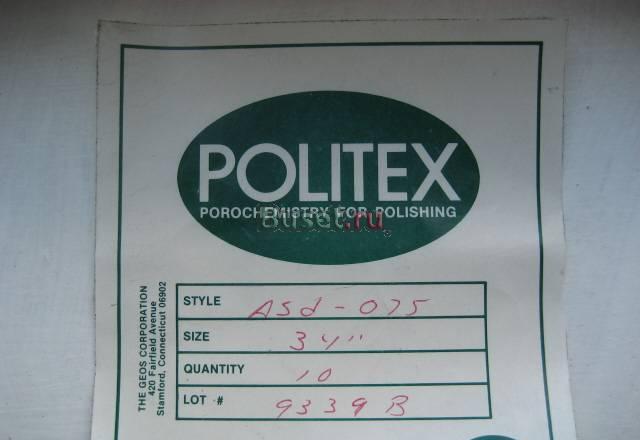 POLITEX
POROCHEMISTRY FOR POLISHING
Buset.ru
THE GEOS CORPORATION
420 Fairfield Avenue
Stamford, Connecticut 06902
STYLE ASd-075
SIZE 34"
QUANTITY 10
LOT # 9339 B